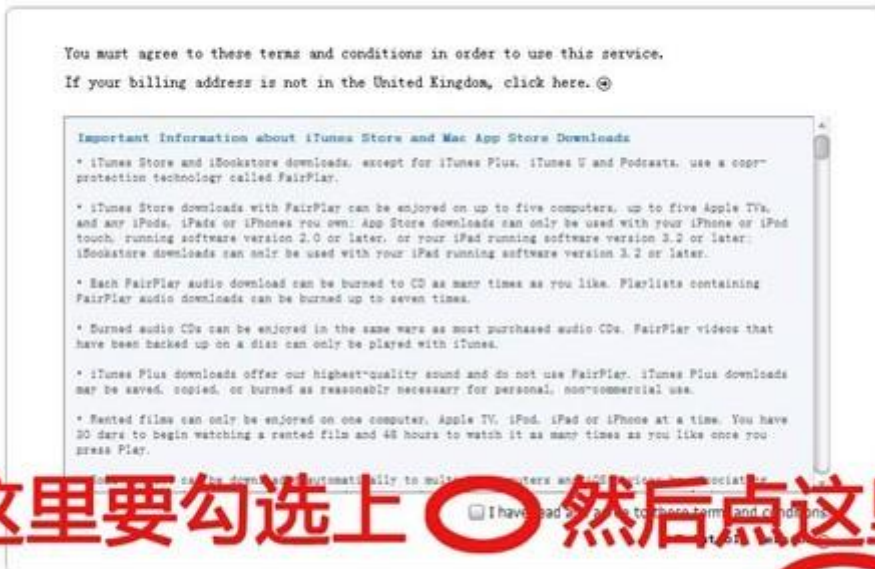 You must agree to these terms and conditions in order to use this service.
If your billing address is not in the United Kingdom, click here.
Important Information about iTunes Store and Mac App Store Downloads
* iTunes Store and iBookstore downloads, except for iTunes Plus, iTunes U and Podcasts, use a copy-
protection technology called FairPlay.
* iTunes Store downloads with FairPlay can be enjoyed on up to five computers, up to five Apple TVs,
and any iPods, iPads or iPhones you own; App Store downloads can only be used with your iPhone or iPod
touch, running software version 2.0 or later, or your iPad running software version 3.2 or later;
iBookstore downloads can only be used with your iPad running software version 3.2 or later.
* Each FairPlay audio download can be burned to CD as many times as you like. Playlists containing
FairPlay audio downloads can be burned up to seven times.
* Burned audio CDs can be enjoyed in the same ways as most purchased audio CDs. FairPlay videos that
have been backed up on a disc can only be played with iTunes.
* iTunes Plus downloads offer our highest-quality sound and do not use FairPlay. iTunes Plus downloads
may be saved, copied, or burned as reasonably necessary for personal, non-commercial use.
* Rented films can only be enjoyed on one computer, Apple TV, iPod, iPad or iPhone at a time. You have
30 days to begin watching a rented film and 48 hours to watch it as many times as you like once you
press Play.
can be automatically to
这里要勾选上 然后点这里
I have read agree to these terms and conditions.